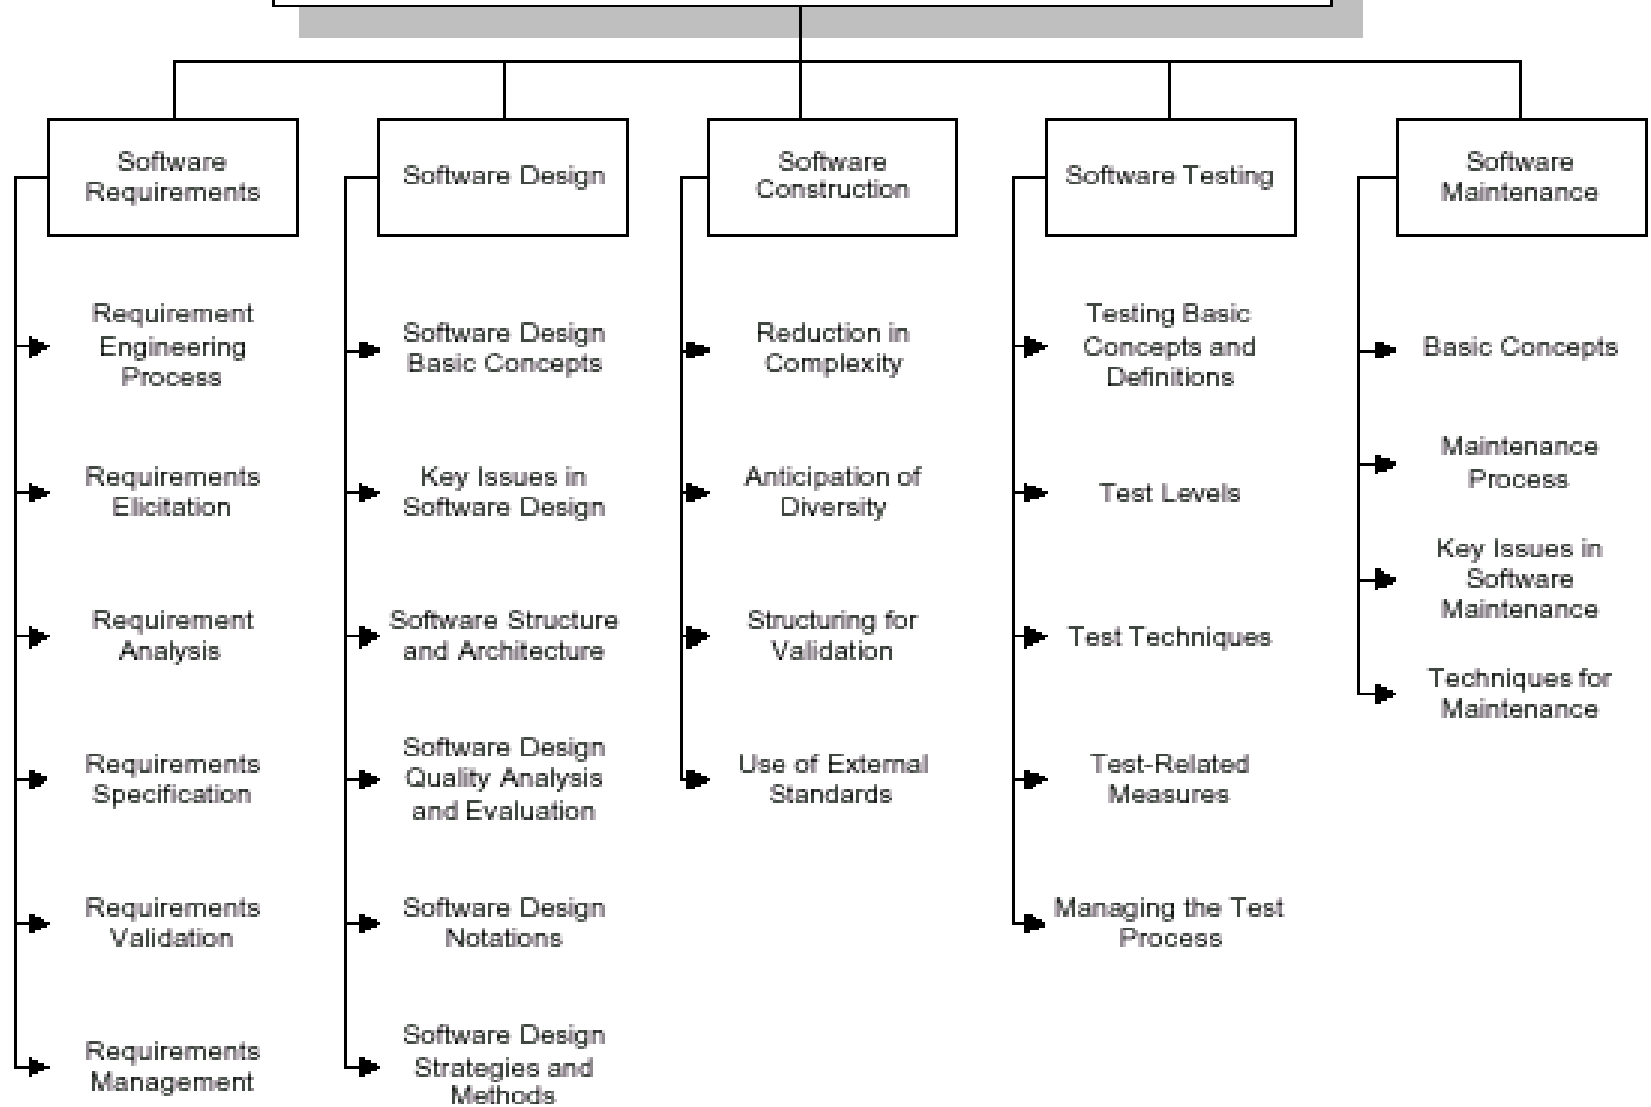 Software
Requirements
Software Design
Software
Construction
Software Testing
Software
Maintenance
Requirement
Engineering
Process
Requirements
Elicitation
Requirement
Analysis
Requirements
Specification
Requirements
Validation
Requirements
Management
Software Design
Basic Concepts
Key Issues in
Software Design
Software Structure
and Architecture
Software Design
Quality Analysis
and Evaluation
Software Design
Notations
Software Design
Strategies and
Methods
Reduction in
Complexity
Anticipation of
Diversity
Structuring for
Validation
Use of External
Standards
Testing Basic
Concepts and
Definitions
Test Levels
Test Techniques
Test-Related
Measures
Managing the Test
Process
Basic Concepts
Maintenance
Process
Key Issues in
Software
Maintenance
Techniques for
Maintenance